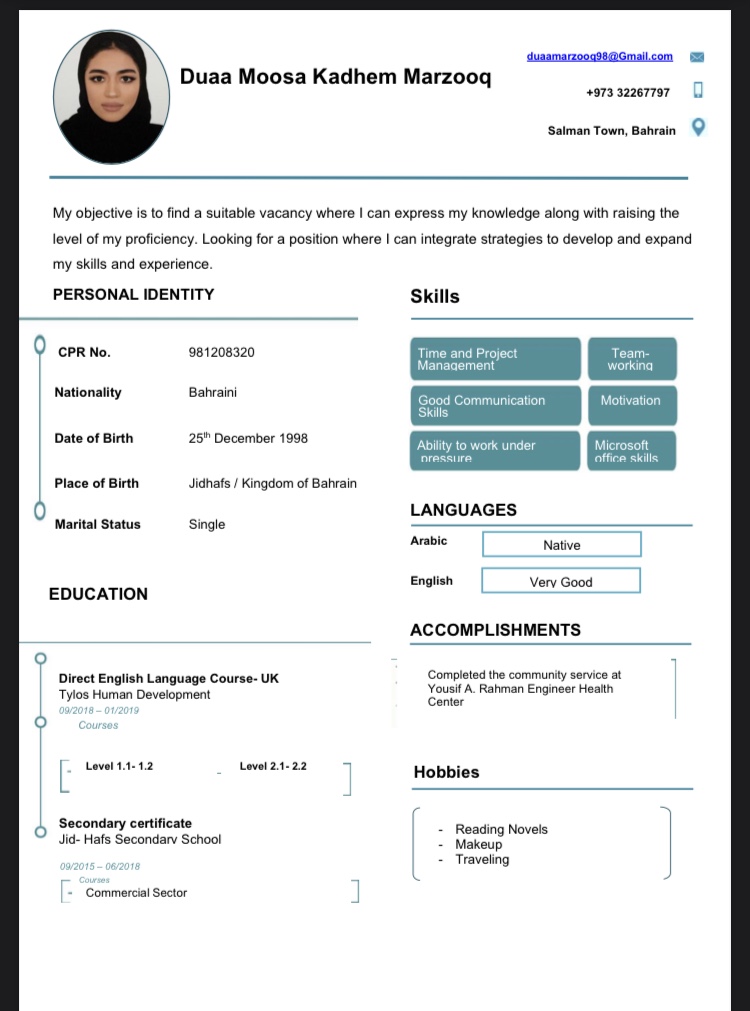 Duaa Moosa Kadhem Marzooq
duaamarzooq98@Gmail.com
+973 32267797
Salman Town, Bahrain
My objective is to find a suitable vacancy where I can express my knowledge along with raising the
level of my proficiency. Looking for a position where I can integrate strategies to develop and expand
my skills and experience.
PERSONAL IDENTITY
CPR No. 981208320
Nationality Bahraini
Date of Birth 25th December 1998
Place of Birth Jidhafs / Kingdom of Bahrain
Marital Status Single
EDUCATION
Direct English Language Course- UK
Tylos Human Development
09/2018 – 01/2019
Courses
- Level 1.1- 1.2 - Level 2.1- 2.2
Secondary certificate
Jid- Hafs Secondary School
09/2015 – 06/2018
Courses
- Commercial Sector
Skills
Time and Project
Management
Team-
working
Good Communication
Skills
Motivation
Ability to work under
pressure
Microsoft
office skills
LANGUAGES
Arabic Native
English Very Good
ACCOMPLISHMENTS
Completed the community service at
Yousif A. Rahman Engineer Health
Center
Hobbies
- Reading Novels
- Makeup
- Traveling